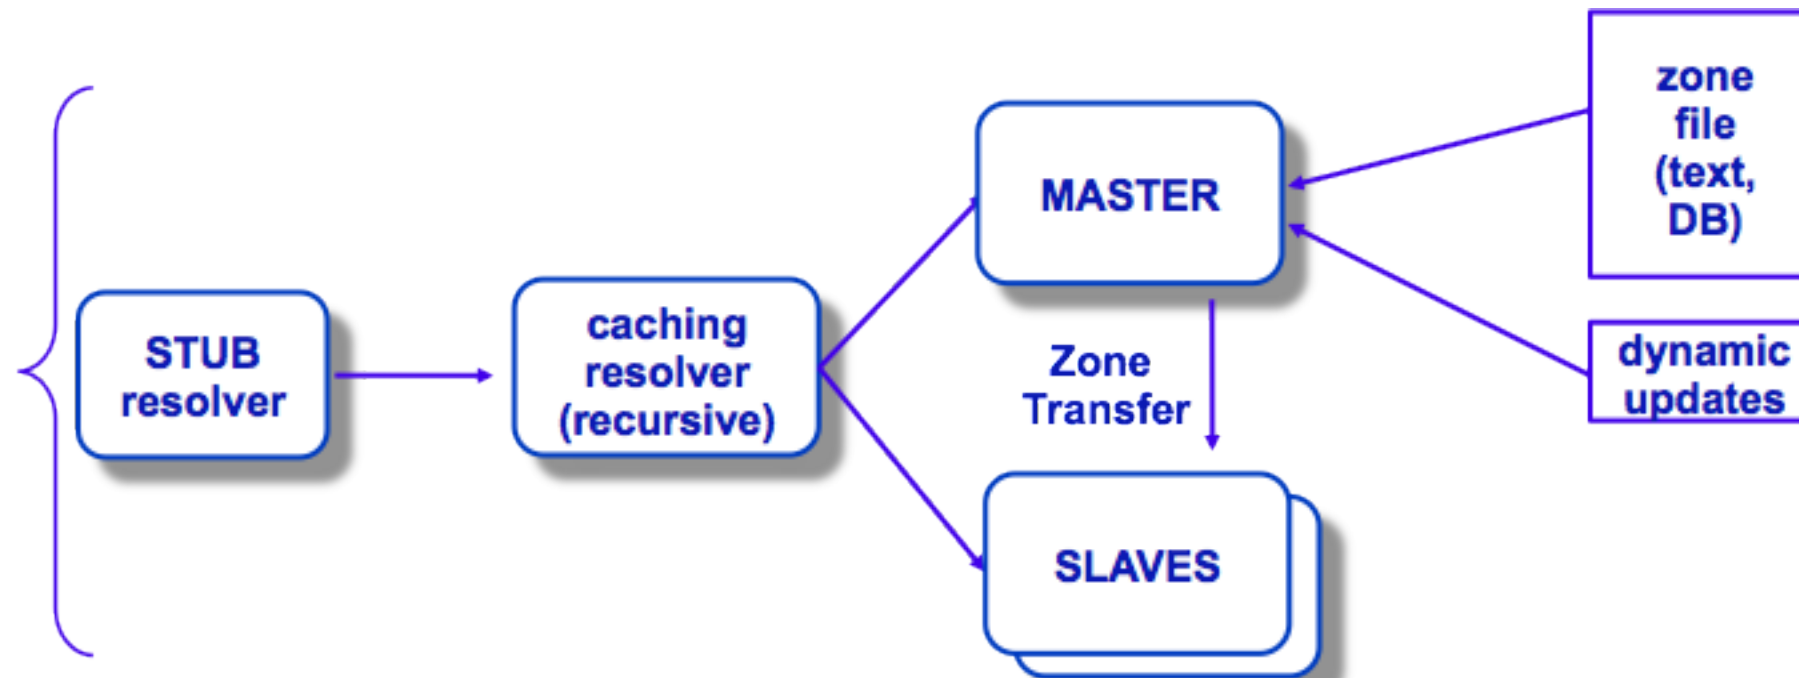 STUB
resolver
caching
resolver
(recursive)
MASTER
Zone
Transfer
SLAVES
zone
file
(text,
DB)
dynamic
updates